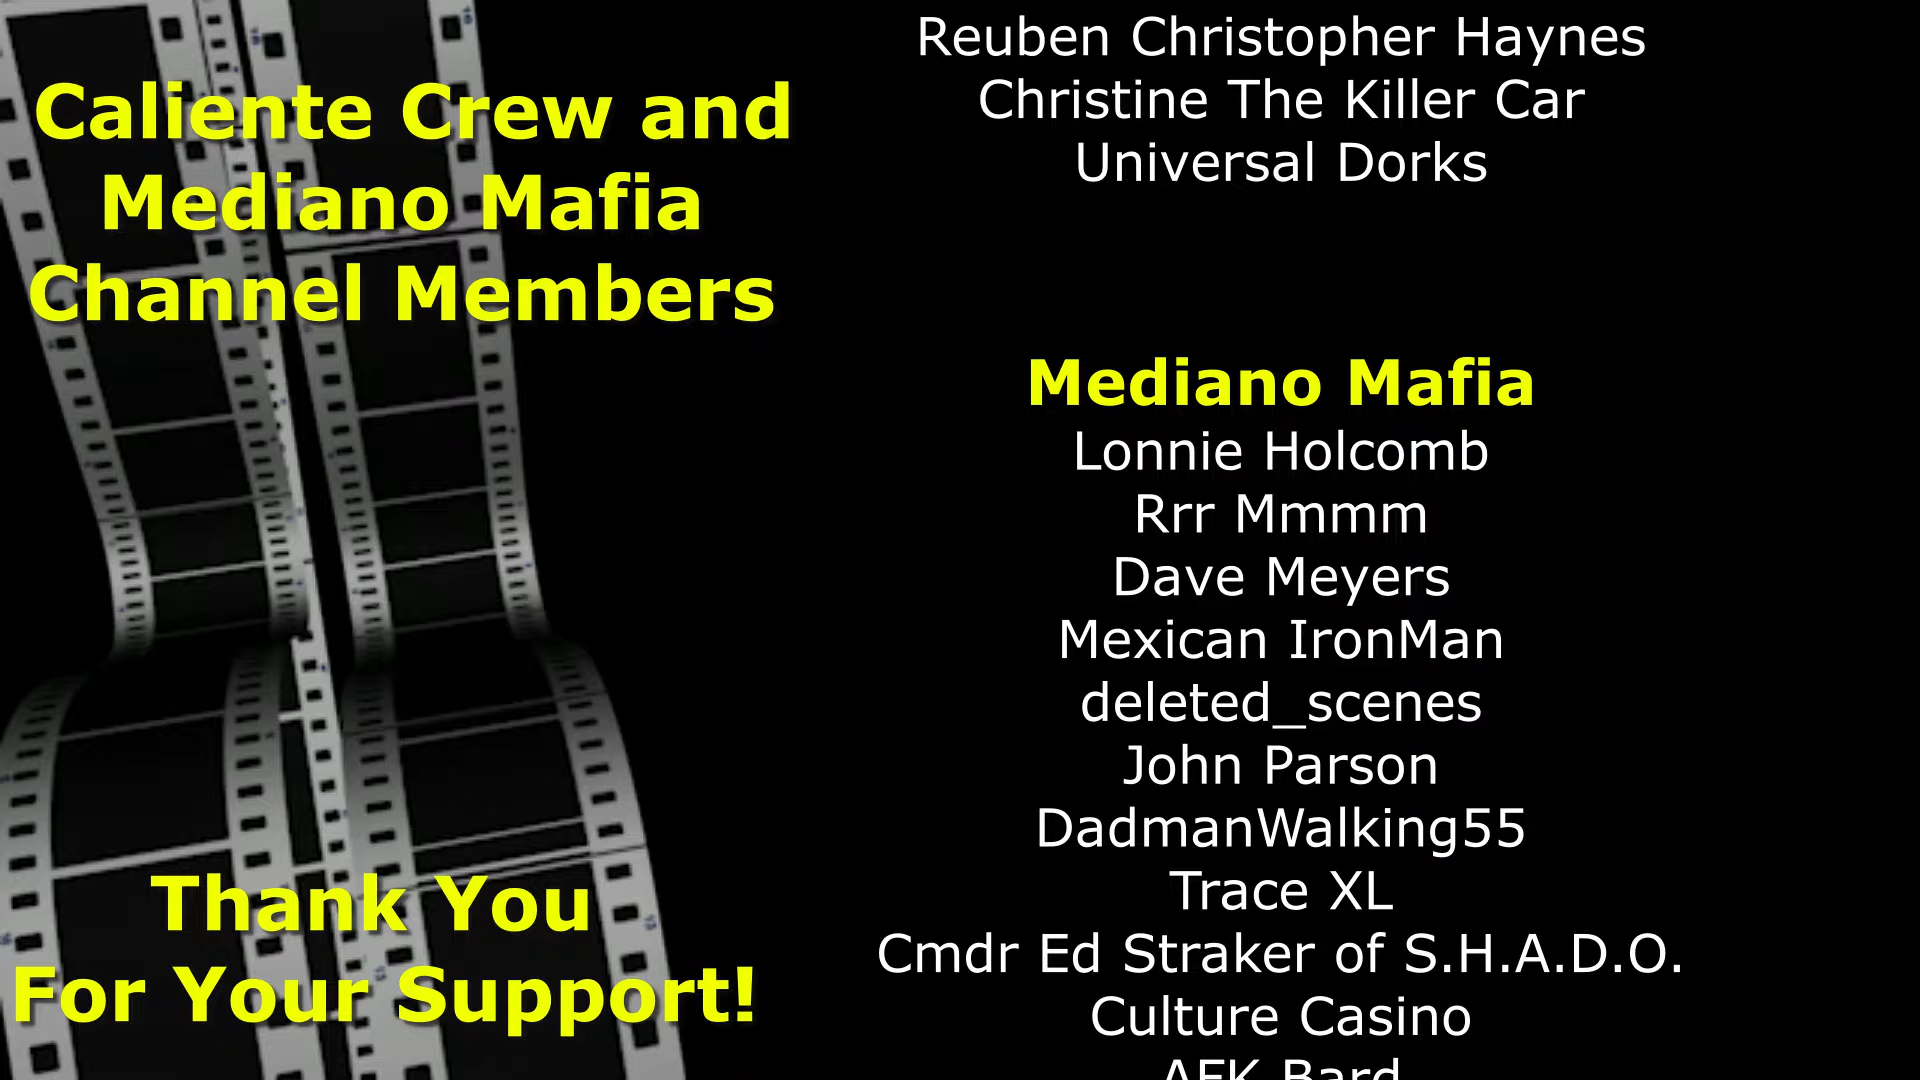 Caliente Crew and
Mediano Mafia
Channel Members
Thank You
For Your Support!
Reuben Christopher Haynes
Christine The Killer Car
Universal Dorks
Mediano Mafia
Lonnie Holcomb
Rrr Mmmm
Dave Meyers
Mexican IronMan
deleted_scenes
John Parson
DadmanWalking55
Trace XL
Cmdr Ed Straker of S.H.A.D.O.
Culture Casino
AFK Bard